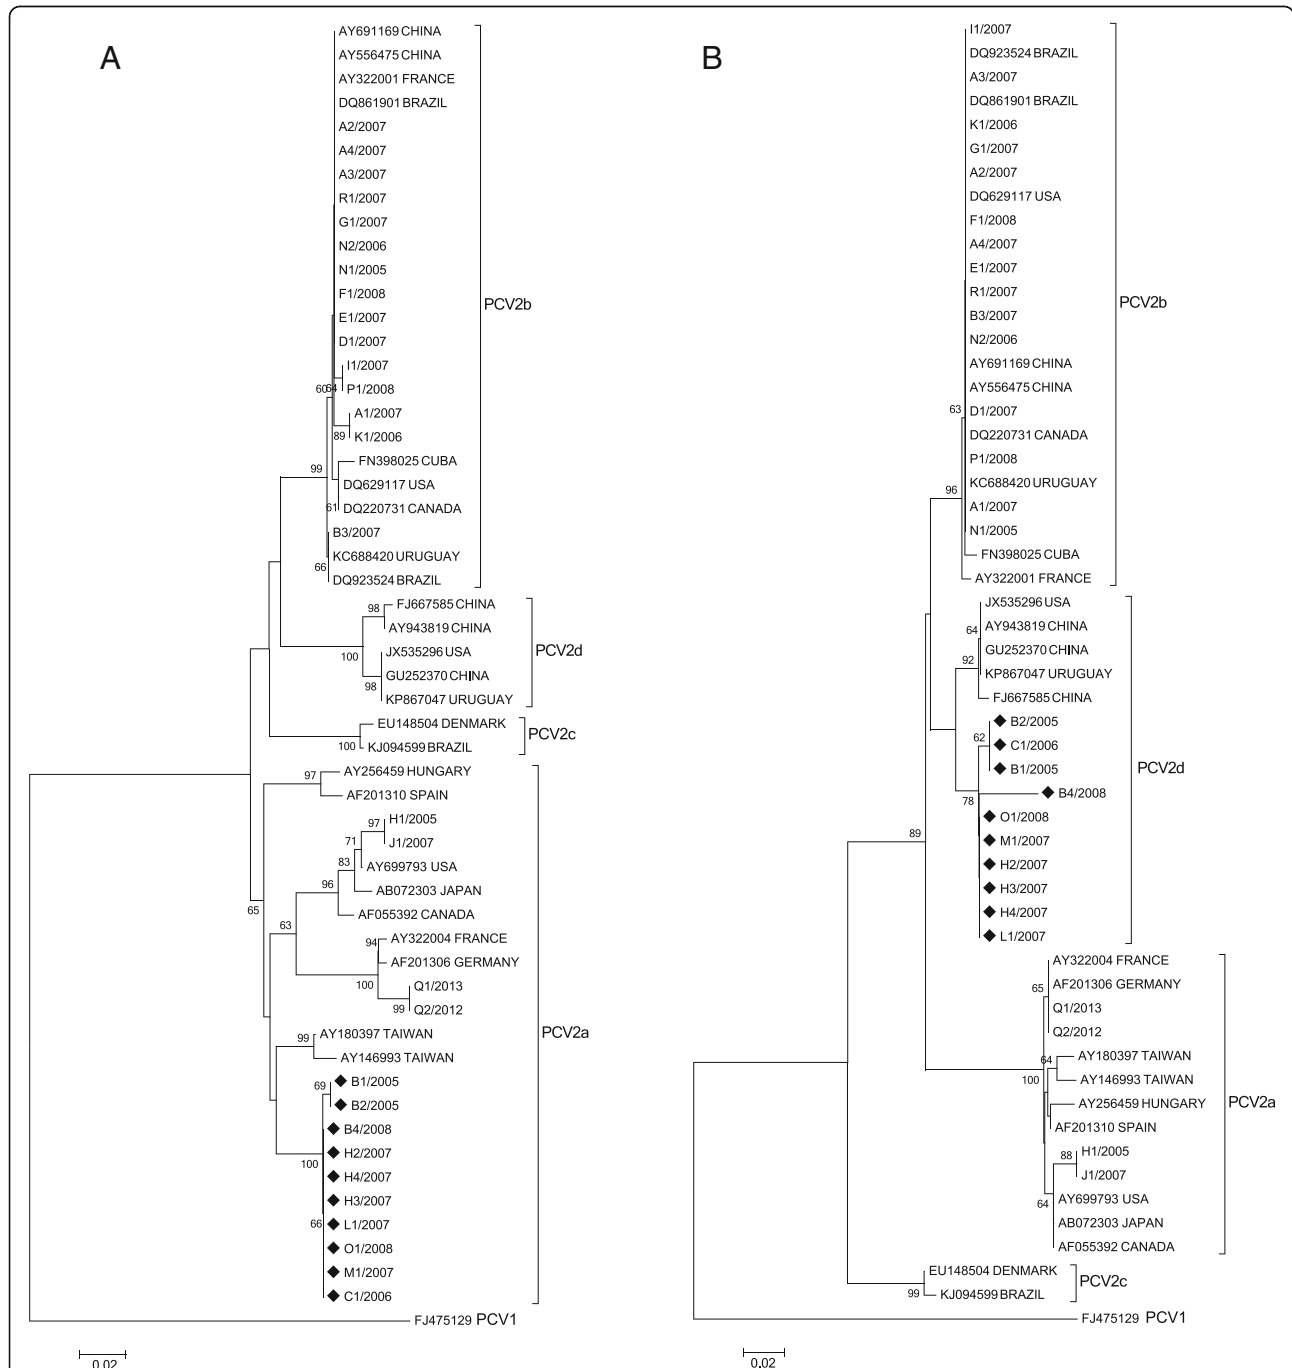 A
AY691169 CHINA
AY556475 CHINA
AY322001 FRANCE
DQ861901 BRAZIL
A2/2007
A4/2007
A3/2007
R1/2007
G1/2007
N2/2006
N1/2005
F1/2008
E1/2007
PCV2b
D1/2007
I1/2007
60
64
P1/2008
A1/2007
89
K1/2006
99
FN398025 CUBA
DQ629117 USA
61
DQ220731 CANADA
B3/2007
KC688420 URUGUAY
66
DQ923524 BRAZIL
98
FJ667585 CHINA
AY943819 CHINA
100
JX535296 USA
PCV2d
98
GU252370 CHINA
KP867047 URUGUAY
EU148504 DENMARK
PCV2c
100
KJ094599 BRAZIL
97
AY256459 HUNGARY
AF201310 SPAIN
97
H1/2005
71
J1/2007
83
AY699793 USA
96
AB072303 JAPAN
65
AF055392 CANADA
63
94
AY322004 FRANCE
AF201306 GERMANY
100
Q1/2013
99
Q2/2012
PCV2a
99
AY180397 TAIWAN
AY146993 TAIWAN
69
B1/2005
B2/2005
B4/2008
100
H2/2007
H4/2007
H3/2007
66
L1/2007
O1/2008
M1/2007
C1/2006
FJ475129 PCV1
0.02
B
I1/2007
DQ923524 BRAZIL
A3/2007
DQ861901 BRAZIL
K1/2006
G1/2007
A2/2007
DQ629117 USA
F1/2008
A4/2007
E1/2007
R1/2007
PCV2b
B3/2007
N2/2006
AY691169 CHINA
AY556475 CHINA
63
D1/2007
DQ220731 CANADA
P1/2008
96
KC688420 URUGUAY
A1/2007
N1/2005
FN398025 CUBA
AY322001 FRANCE
JX535296 USA
64
AY943819 CHINA
GU252370 CHINA
92
KP867047 URUGUAY
FJ667585 CHINA
B2/2005
62
C1/2006
B1/2005
PCV2d
78
B4/2008
O1/2008
89
M1/2007
H2/2007
H3/2007
H4/2007
L1/2007
AY322004 FRANCE
65
AF201306 GERMANY
Q1/2013
Q2/2012
64
AY180397 TAIWAN
100
AY146993 TAIWAN
AY256459 HUNGARY
PCV2a
AF201310 SPAIN
88
H1/2005
J1/2007
64
AY699793 USA
AB072303 JAPAN
AF055392 CANADA
EU148504 DENMARK
PCV2c
99
KJ094599 BRAZIL
FJ475129 PCV1
0.02